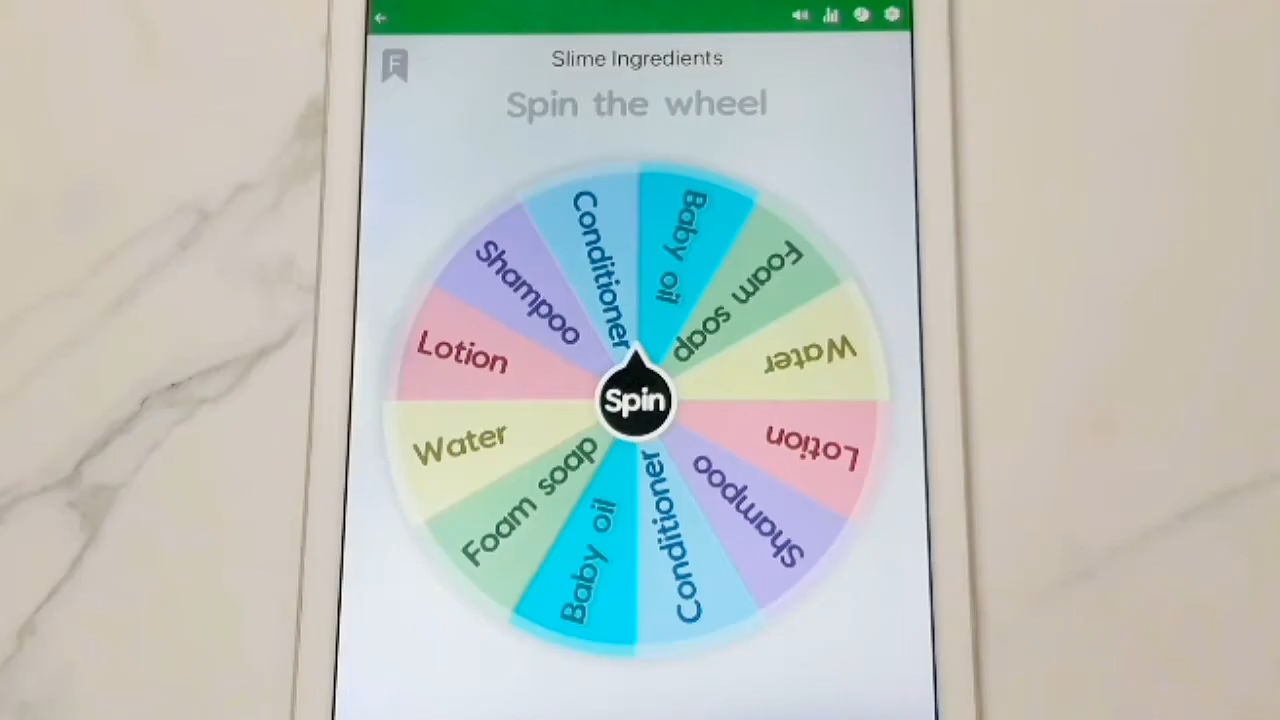 F
Slime Ingredients
Spin the wheel
Baby oil
Foam soap
Water
Lotion
Shampoo
Conditioner
Baby oil
Foam soap
Water
Lotion
Shampoo
Conditioner
Spin